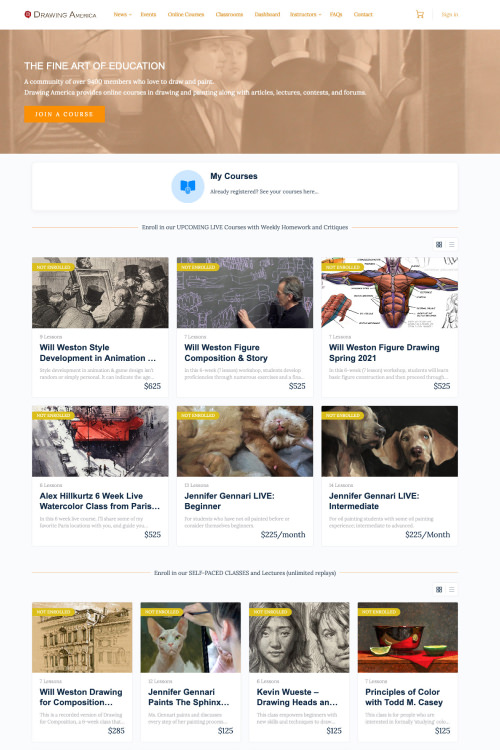 DRAWING AMERICA
News
Events
Online Courses
Classrooms
Dashboard
Instructors
FAQs
Contact
Sign in
THE FINE ART OF EDUCATION
A community of over 9400 members who love to draw and paint.
Drawing America provides online courses in drawing and painting along with articles, lectures, contests, and forums.
JOIN A COURSE
My Courses
Already registered? See your courses here...
Enroll in our UPCOMING LIVE Courses with Weekly Homework and Critiques
NOT ENROLLED
NOT ENROLLED
NOT ENROLLED
9 Lessons
7 Lessons
7 Lessons
Will Weston Style
Development in Animation ...
Will Weston Figure
Composition & Story
Will Weston Figure Drawing
Spring 2021
Style development in animation & game design isn't
random or simply personal. It can indicate the age...
In this 6-week (7 lesson) workshop, students develop
proficiencies through numerous exercises and a fina...
In this 6-week (7 lesson) workshop, students will learn
basic figure construction and then proceed through...
$625
$525
$525
NOT ENROLLED
NOT ENROLLED
NOT ENROLLED
6 Lessons
13 Lessons
14 Lessons
Alex Hillkurtz 6 Week Live
Watercolor Class from Paris...
Jennifer Gennari LIVE:
Beginner
Jennifer Gennari LIVE:
Intermediate
In this 6 week live course, I'll share some of my
favorite Paris locations with you, and guide you...
For students who have not oil painted before or
consider themselves beginners.
For oil painting students with some oil painting
experience: Intermediate to advanced.
$525
$225/month
$225/Month
Enroll in our SELF-PACED CLASSES and Lectures (unlimited replays)
NOT ENROLLED
NOT ENROLLED
NOT ENROLLED
NOT ENROLLED
7 Lessons
12 Lessons
6 Lessons
7 Lessons
Will Weston Drawing
for Composition...
Jennifer Gennari
Paints The Sphinx...
Kevin Wueste –
Drawing Heads an...
Principles of Color
with Todd M. Casey
This is a recorded version of Drawing
for Composition, a 6-week class that...
Ms. Gennari paints and discusses
every step of her painting process...
This class empowers beginners with
new skills and techniques to draw...
This class is for people who are
interested in formally 'studying' color...
$285
$125
$125
$125